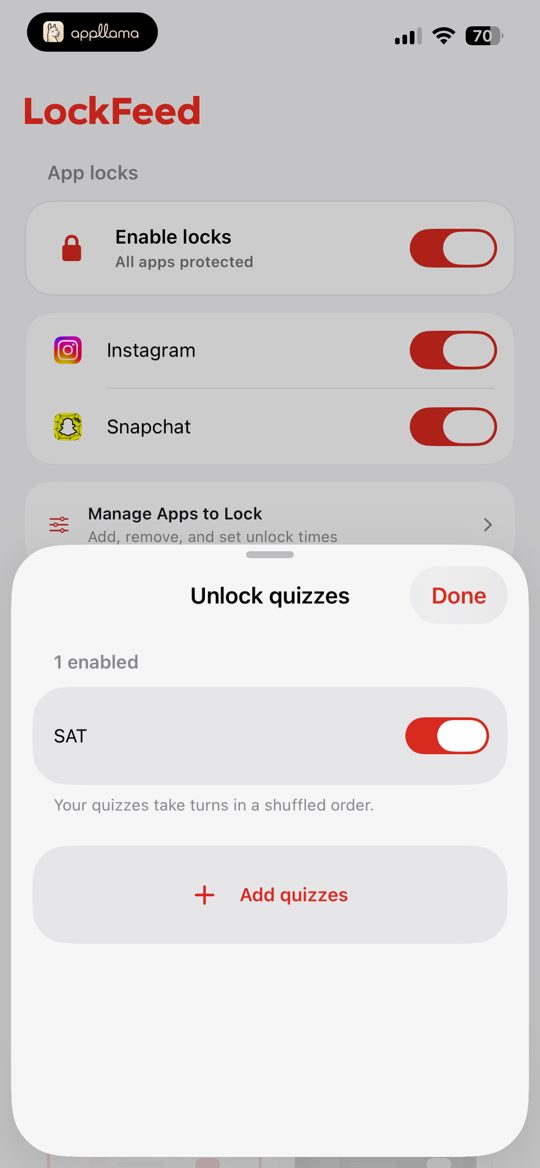 appllama
70
LockFeed
App locks
Enable locks
All apps protected
Instagram
Snapchat
Manage Apps to Lock
Add, remove, and set unlock times
Unlock quizzes
Done
1 enabled
SAT
Your quizzes take turns in a shuffled order.
+ Add quizzes